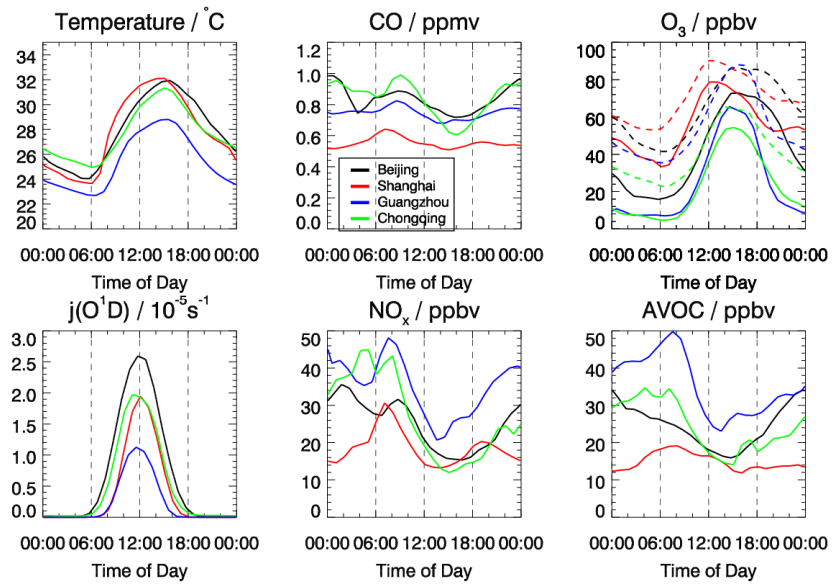 Temperature / °C
CO / ppmv
O3 / ppbv
34
32
30
28
26
24
22
20
1.2
1.0
0.8
0.6
0.4
0.2
0.0
100
80
60
40
20
0
Beijing
Shanghai
Guangzhou
Chongqing
00:00 06:00 12:00 18:00 00:00
00:00 06:00 12:00 18:00 00:00
00:00 06:00 12:00 18:00 00:00
Time of Day
Time of Day
Time of Day
j(O¹D) / 10⁻⁵s⁻¹
NOx / ppbv
AVOC / ppbv
3.0
2.5
2.0
1.5
1.0
0.5
0.0
50
40
30
20
10
0
50
40
30
20
10
0
00:00 06:00 12:00 18:00 00:00
00:00 06:00 12:00 18:00 00:00
00:00 06:00 12:00 18:00 00:00
Time of Day
Time of Day
Time of Day